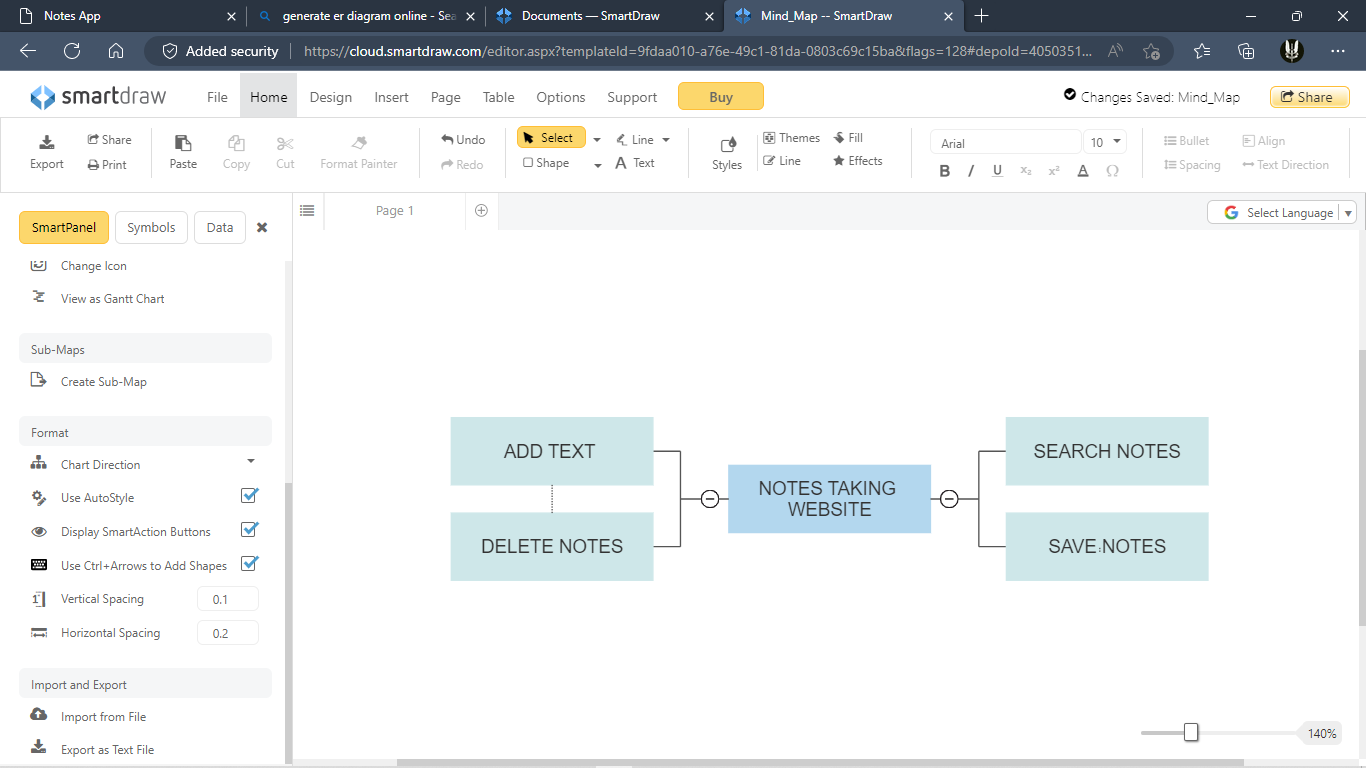 Notes App
generate er diagram online - Sea
Documents — SmartDraw
Mind_Map -- SmartDraw
Added security
https://cloud.smartdraw.com/editor.aspx?templateId=9fdaa010-a76e-49c1-81da-0803c69c15ba&flags=128#depoId=4050351...
smartdraw
File
Home
Design
Insert
Page
Table
Options
Support
Buy
Changes Saved: Mind_Map
Share
Export
Share
Print
Paste
Copy
Cut
Format Painter
Undo
Redo
Select
Shape
Line
Text
Styles
Themes
Line
Fill
Effects
Arial
10
B I U x₂ x² A Ω
Bullet
Align
Spacing
Text Direction
SmartPanel
Symbols
Data
Page 1
Select Language
Change Icon
View as Gantt Chart
Sub-Maps
Create Sub-Map
Format
Chart Direction
Use AutoStyle
Display SmartAction Buttons
Use Ctrl+Arrows to Add Shapes
Vertical Spacing
0.1
Horizontal Spacing
0.2
Import and Export
Import from File
Export as Text File
ADD TEXT
DELETE NOTES
NOTES TAKING
WEBSITE
SEARCH NOTES
SAVE NOTES
140%